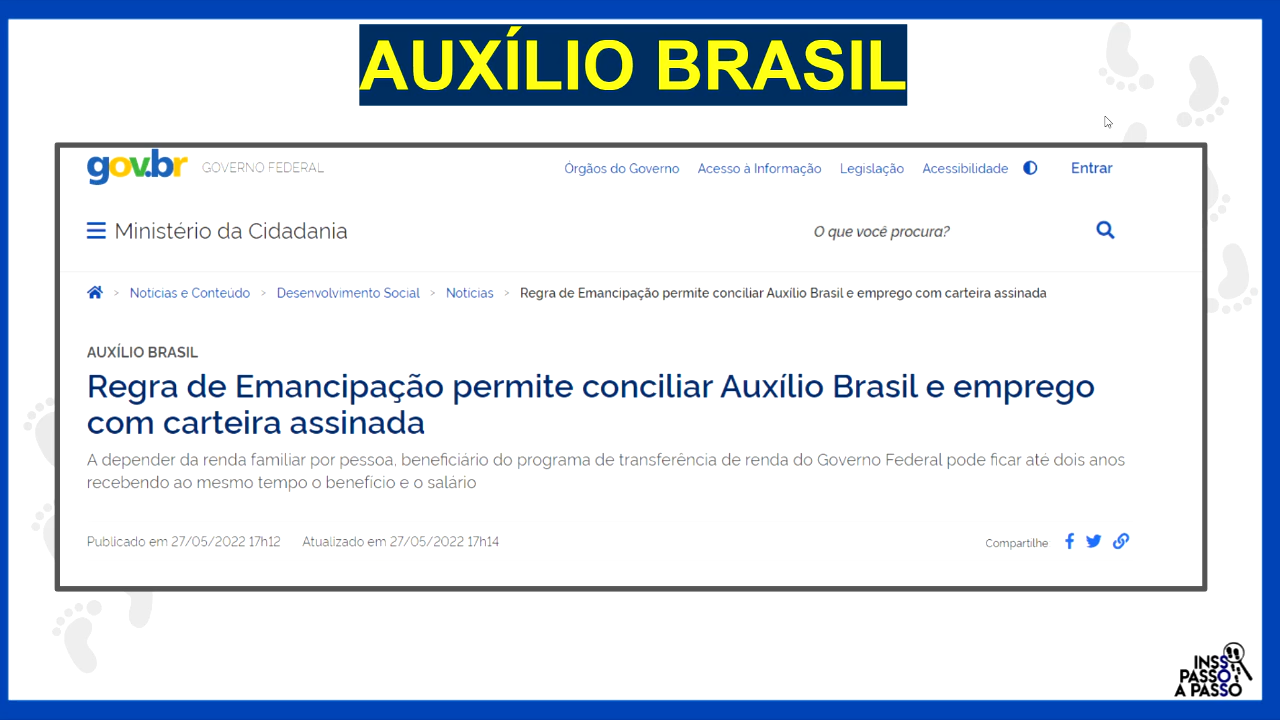 AUXÍLIO BRASIL
gov.br GOVERNO FEDERAL Órgãos do Governo Acesso à Informação Legislação Acessibilidade Entrar
Ministério da Cidadania O que você procura?
> Notícias e Conteúdo > Desenvolvimento Social > Notícias > Regra de Emancipação permite conciliar Auxílio Brasil e emprego com carteira assinada
AUXÍLIO BRASIL
Regra de Emancipação permite conciliar Auxílio Brasil e emprego
com carteira assinada
A depender da renda familiar por pessoa, beneficiário do programa de transferência de renda do Governo Federal pode ficar até dois anos
recebendo ao mesmo tempo o benefício e o salário
Publicado em 27/05/2022 17h12 Atualizado em 27/05/2022 17h14 Compartilhe
INSS
PASSO
A PASSO